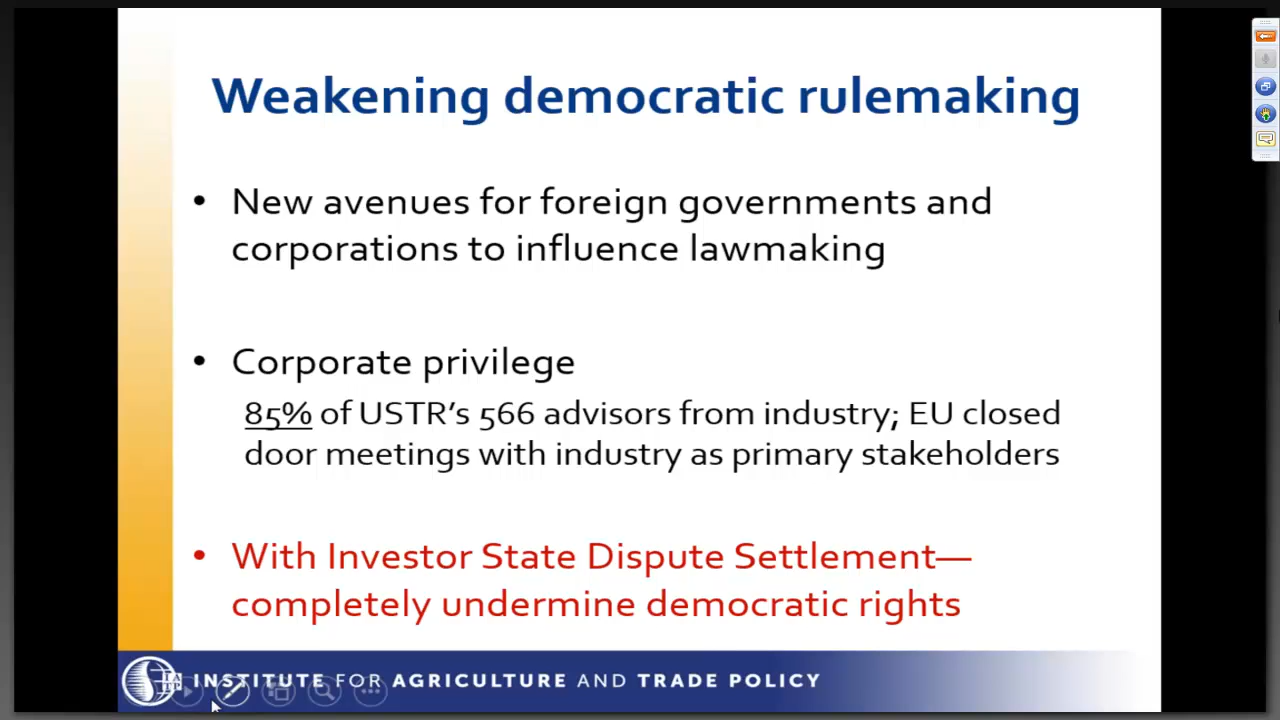 Weakening democratic rulemaking
• New avenues for foreign governments and
corporations to influence lawmaking
• Corporate privilege
85% of USTR’s 566 advisors from industry; EU closed
door meetings with industry as primary stakeholders
• With Investor State Dispute Settlement—
completely undermine democratic rights
INSTITUTE FOR AGRICULTURE AND TRADE POLICY